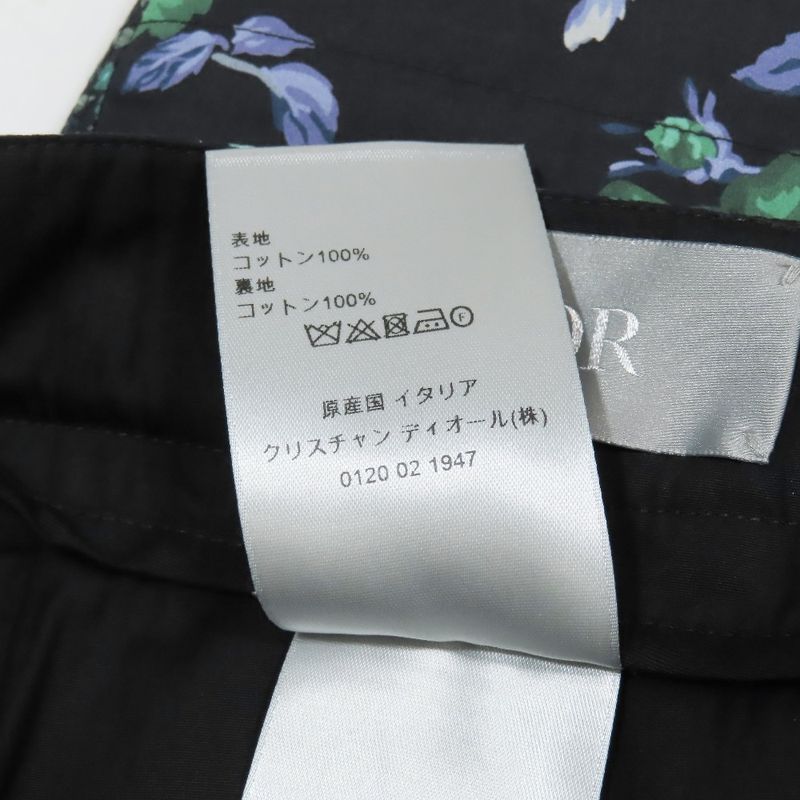 表地
コットン100%
裏地
コットン100%
F
原産国 イタリア
クリスチャン ディオール(株)
0120 02 1947
OR